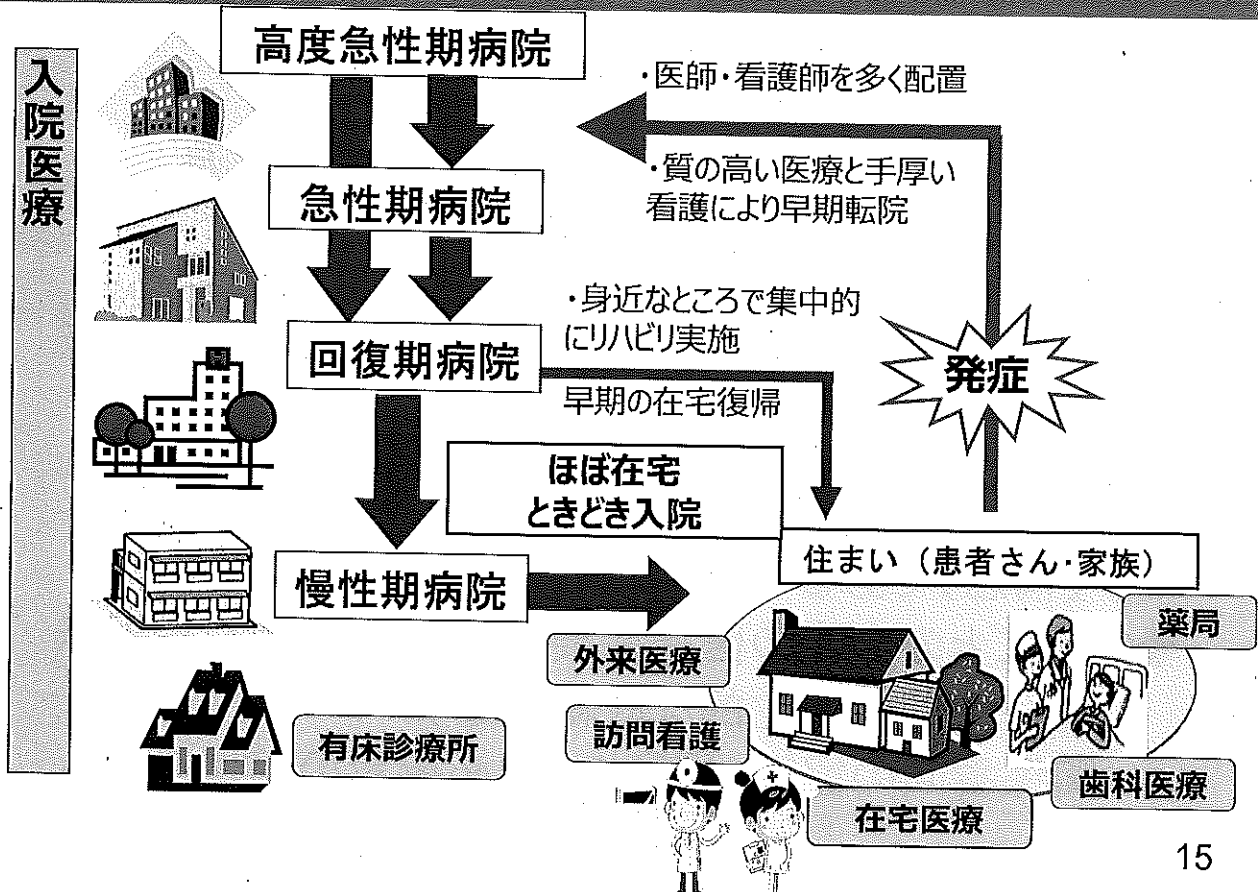 入院医療
高度急性期病院
・医師・看護師を多く配置
・質の高い医療と手厚い
看護により早期転院
急性期病院
・身近なところで集中的
にリハビリ実施
回復期病院
発症
早期の在宅復帰
ほぼ在宅
ときどき入院
住まい（患者さん・家族）
慢性期病院
薬局
外来医療
訪問看護
有床診療所
歯科医療
在宅医療
15